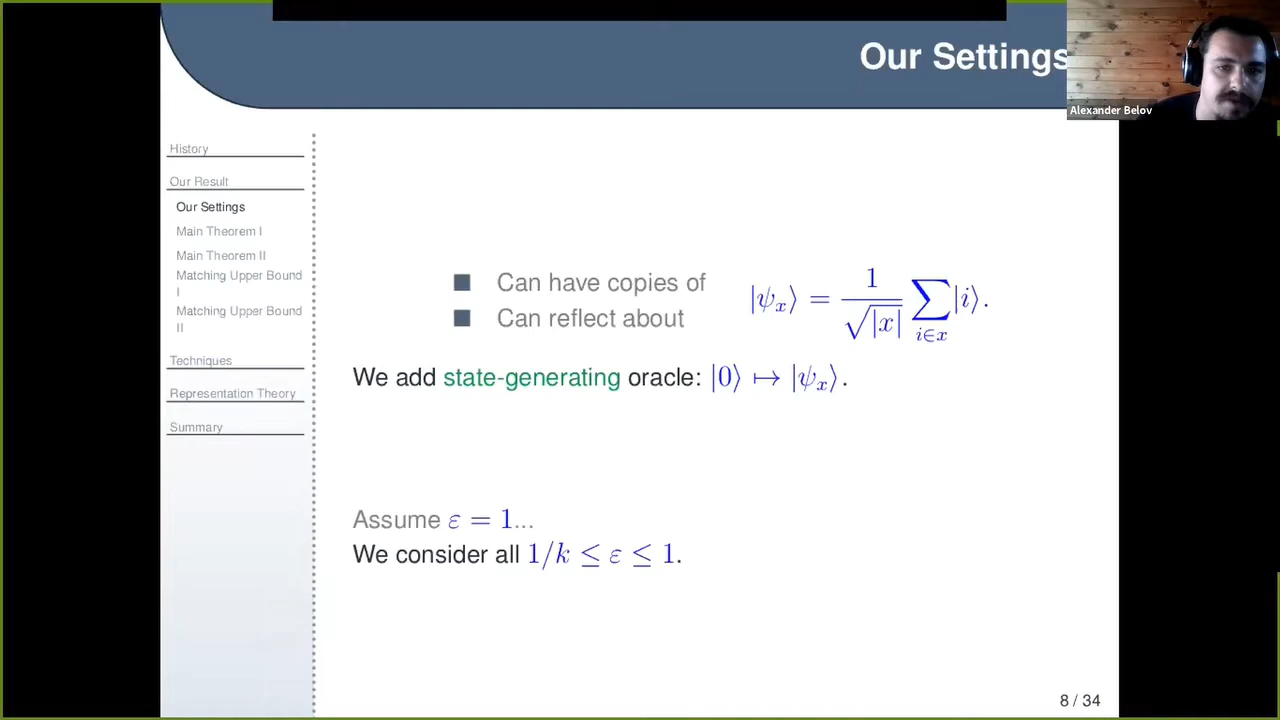 Our Settings
Alexander Belov
History
Our Result
Our Settings
Main Theorem I
Main Theorem II
Matching Upper Bound
I
Matching Upper Bound
II
Techniques
Representation Theory
Summary
■ Can have copies of
■ Can reflect about
|ψₓ⟩ = 1/√|x| ∑_{i∈x} |i⟩.
We add state-generating oracle: |0⟩ ↦ |ψₓ⟩.
Assume ε = 1...
We consider all 1/k ≤ ε ≤ 1.
8 / 34